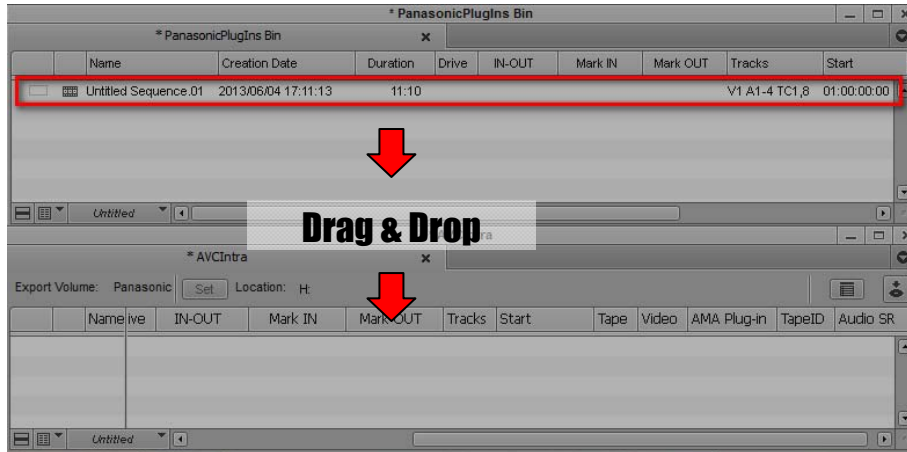 * PanasonicPlugIns Bin
* PanasonicPlugIns Bin x
Name Creation Date Duration Drive IN-OUT Mark IN Mark OUT Tracks Start
Untitled Sequence.01 2013/06/04 17:11:13 11:10 V1 A1-4 TC1,8 01:00:00:00
Untitled
Drag & Drop
* AVCIntra x
Export Volume: Panasonic Set Location: H:
Name ive IN-OUT Mark IN Mark OUT Tracks Start Tape Video AMA Plug-in TapeID Audio SR
Untitled